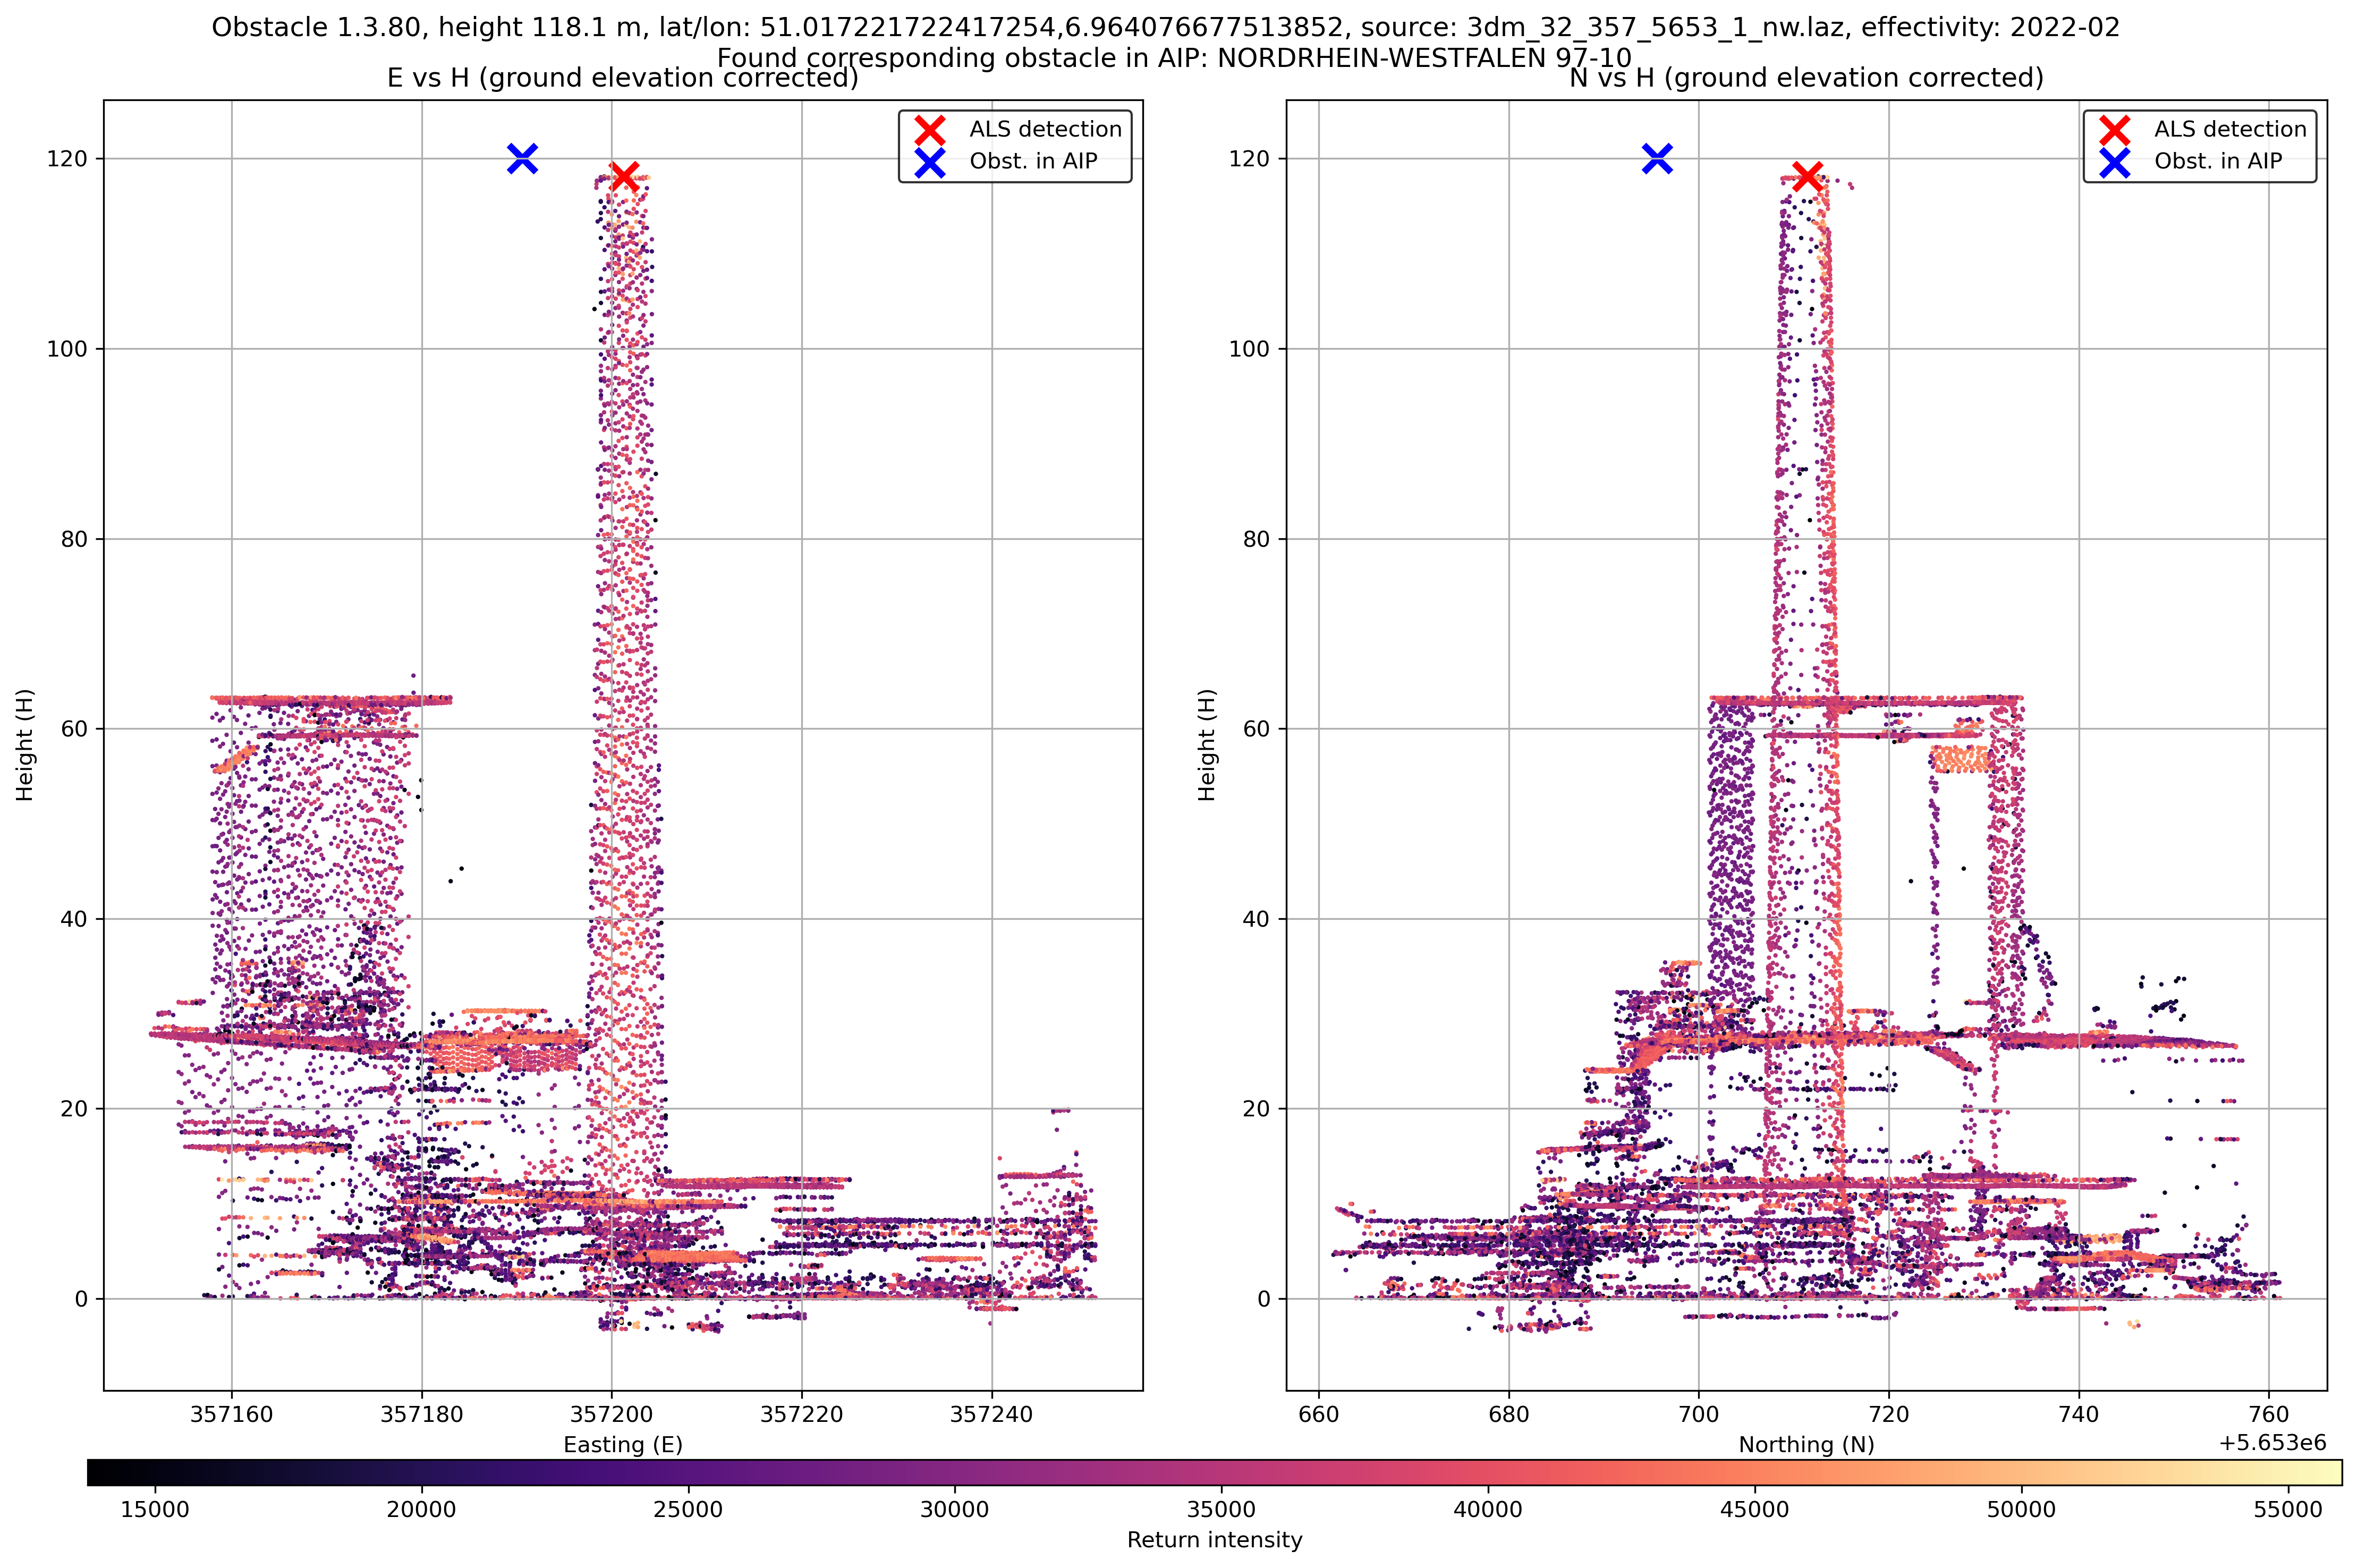 Obstacle 1.3.80, height 118.1 m, lat/lon: 51.017221722417254,6.964076677513852, source: 3dm_32_357_5653_1_nw.laz, effectivity: 2022-02
Found corresponding obstacle in AIP: NORDRHEIN-WESTFALEN 97-10
E vs H (ground elevation corrected)
ALS detection
Obst. in AIP
120
100
80
60
40
20
0
Height (H)
357160
357180
357200
357220
357240
Easting (E)
N vs H (ground elevation corrected)
ALS detection
Obst. in AIP
120
100
80
60
40
20
0
Height (H)
660
680
700
720
740
760
Northing (N)
+5.653e6
15000
20000
25000
30000
35000
40000
45000
50000
55000
Return intensity